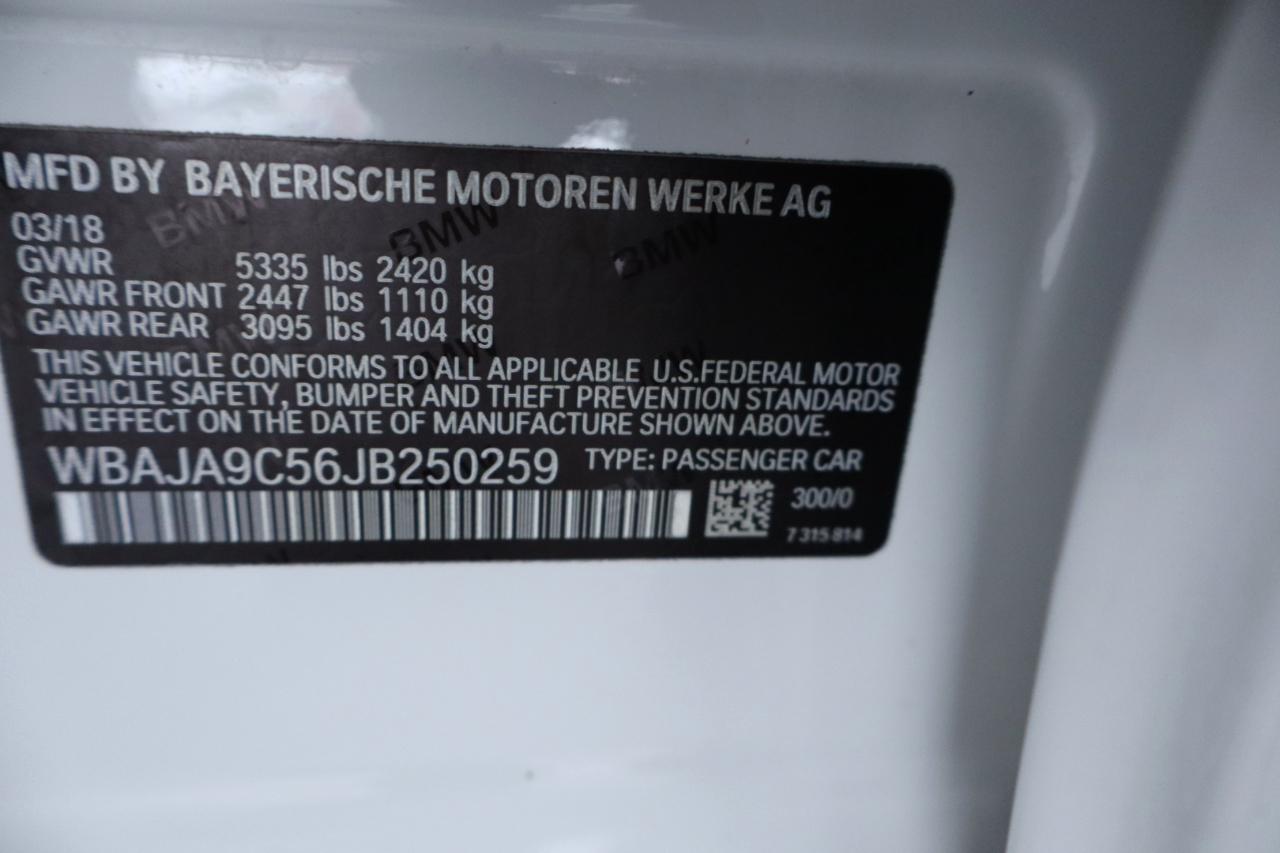 MFD BY BAYERISCHE MOTOREN WERKE AG
03/18
GVWR 5335 lbs 2420 kg
GAWR FRONT 2447 lbs 1110 kg
GAWR REAR 3095 lbs 1404 kg
THIS VEHICLE CONFORMS TO ALL APPLICABLE U.S.FEDERAL MOTOR
VEHICLE SAFETY, BUMPER AND THEFT PREVENTION STANDARDS
IN EFFECT ON THE DATE OF MANUFACTURE SHOWN ABOVE.
WBAJA9C56JB250259 TYPE: PASSENGER CAR
300/0
7 315 814
BMW
BMW
BMW